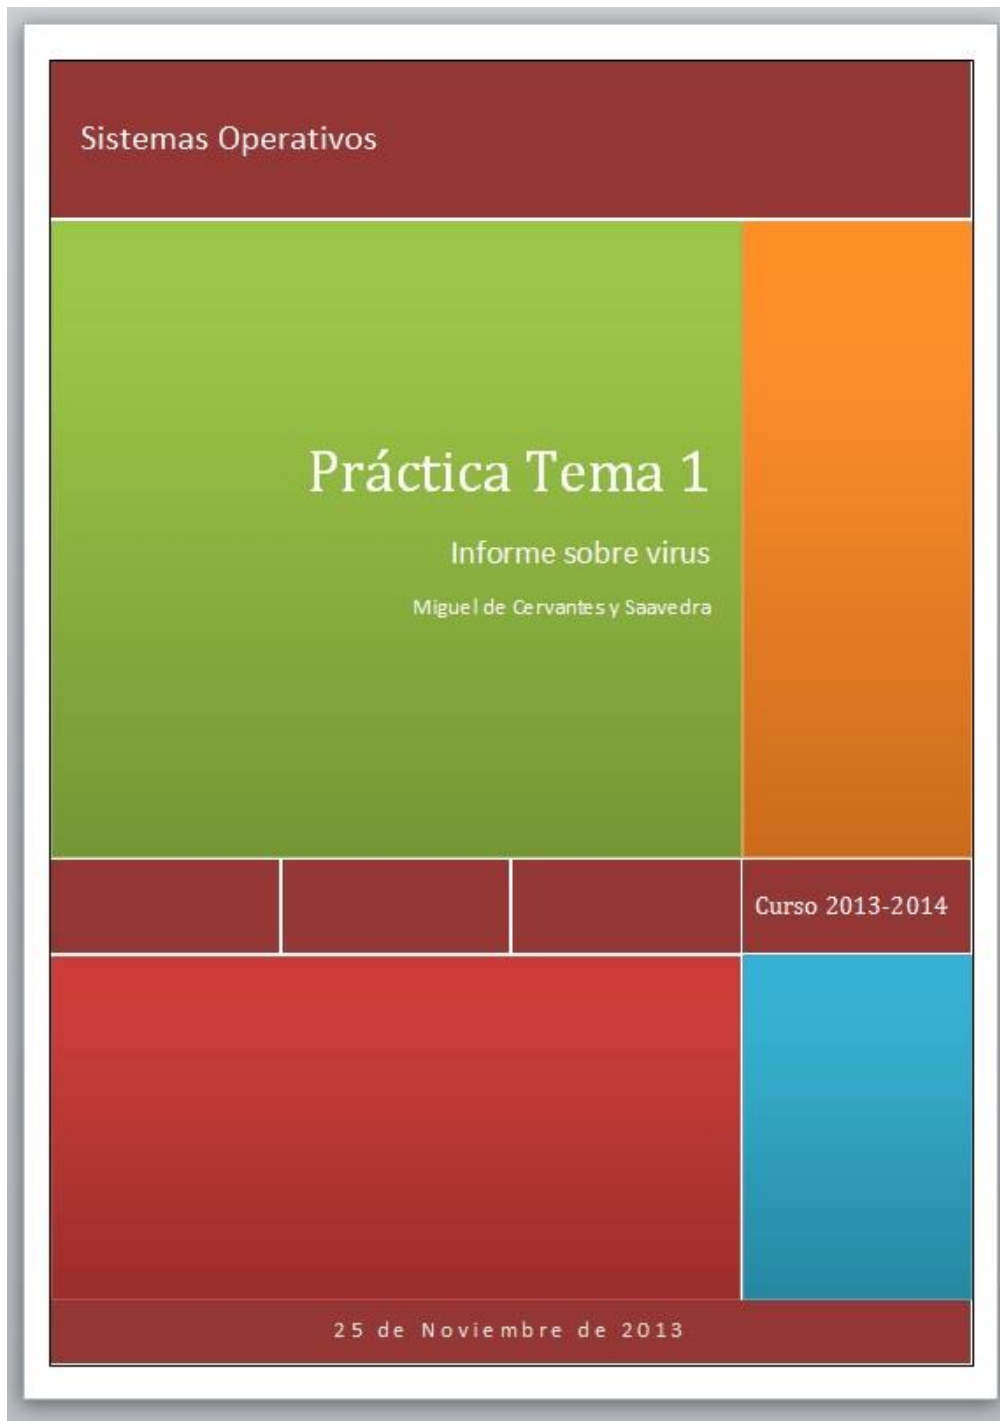 Sistemas Operativos
Práctica Tema 1
Informe sobre virus
Miguel de Cervantes y Saavedra
Curso 2013-2014
25 de Noviembre de 2013